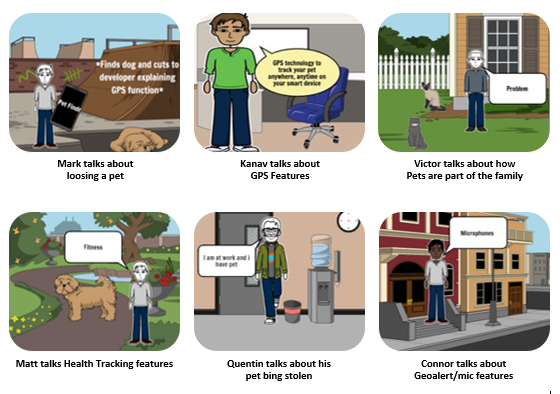 *Finds dog and cuts to
developer explaining
GPS function*
Pet Finder
Mark talks about
loosing a pet
GPS technology to
track your pet
anywhere, anytime on
your smart device
Kanav talks about
GPS Features
Problem
Victor talks about how
Pets are part of the family
Fitness
Matt talks Health Tracking features
I am at work and i
have pet
Quentin talks about his
pet bing stolen
Microphones
Connor talks about
Geoalert/mic features